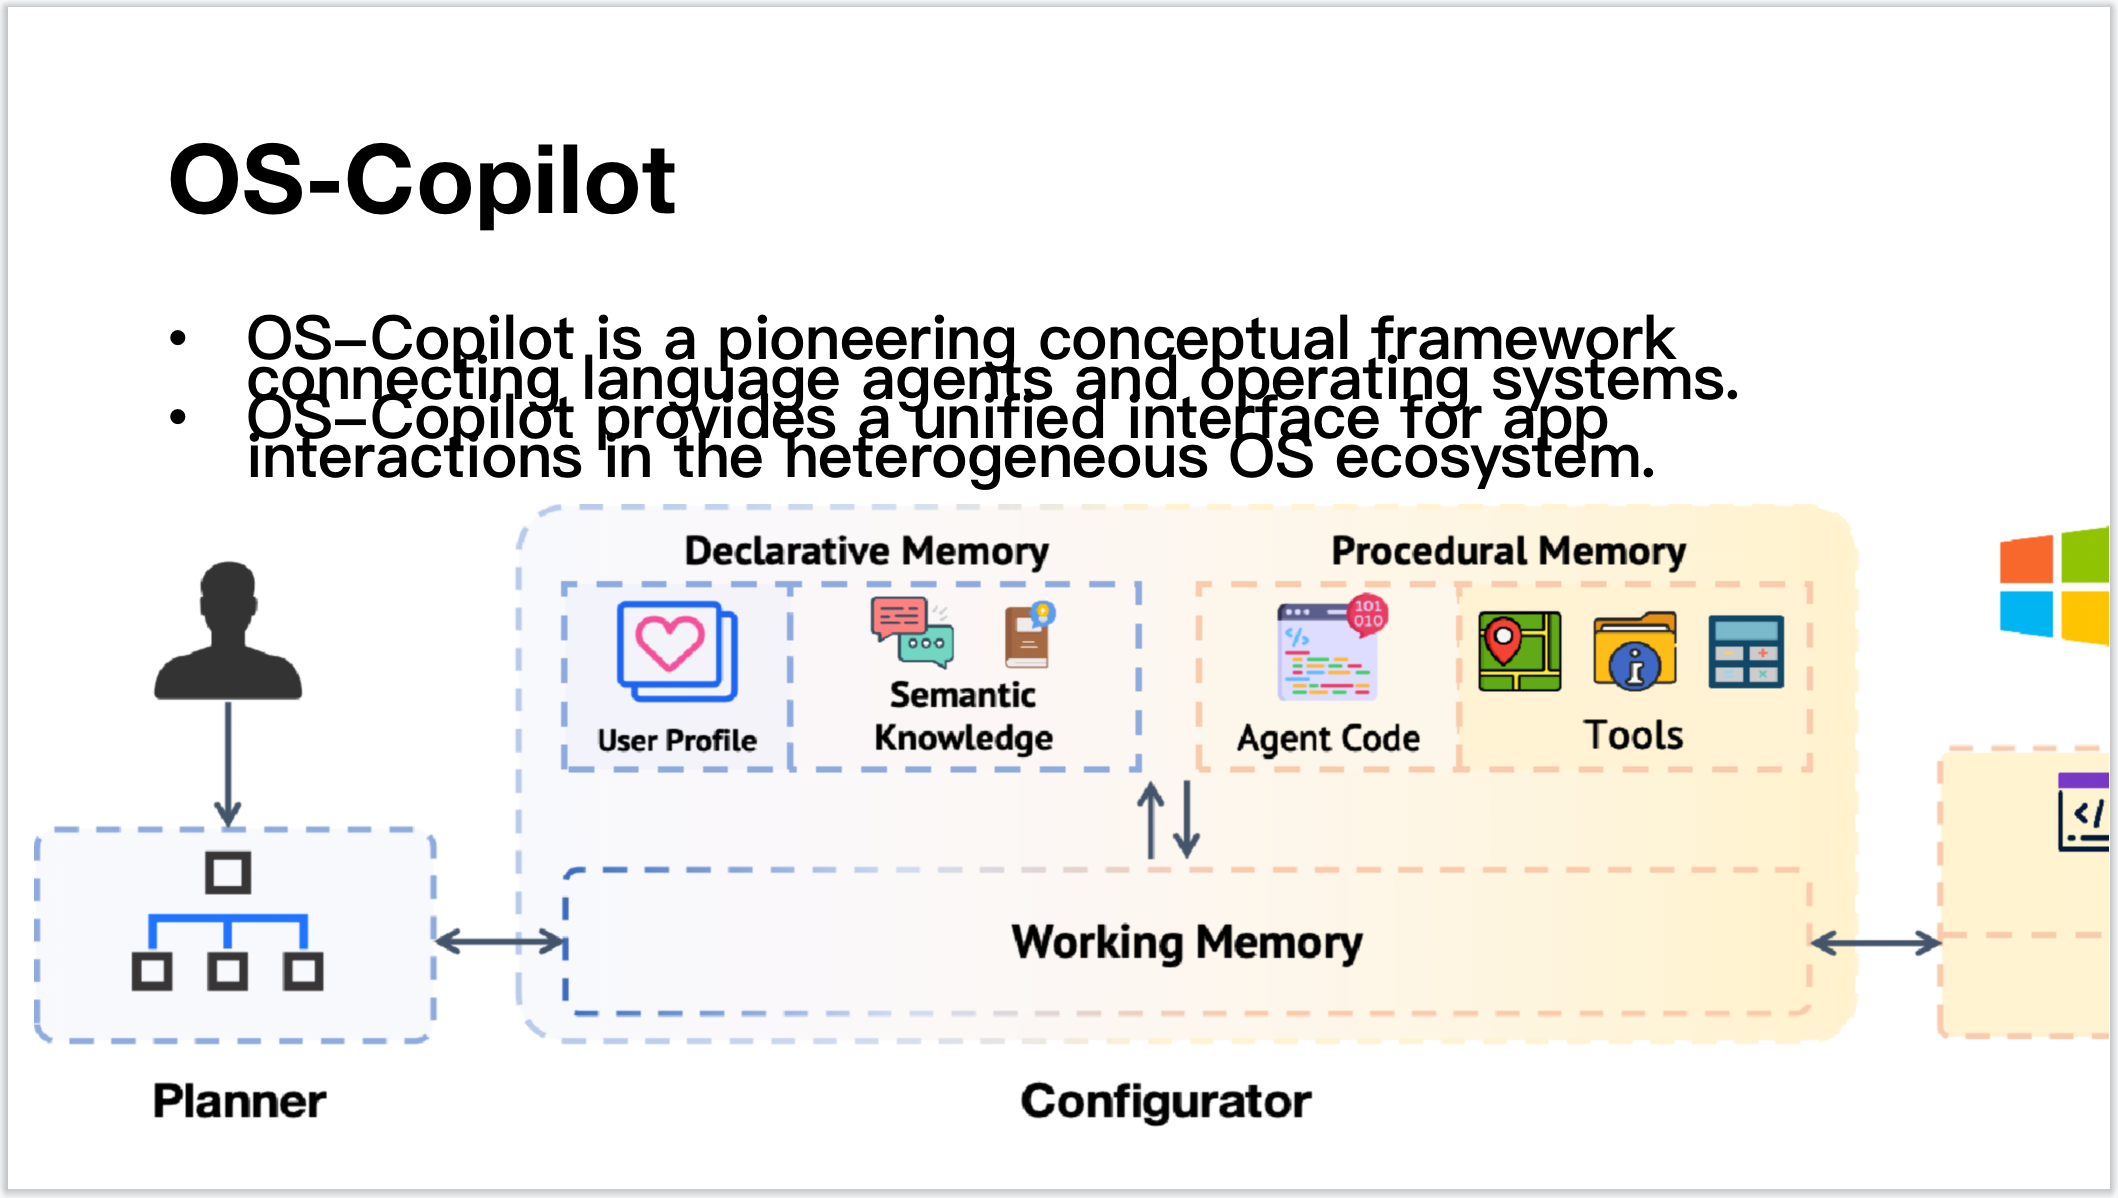 OS-Copilot
• OS-Copilot is a pioneering conceptual framework
connecting language agents and operating systems.
• OS-Copilot provides a unified interface for app
interactions in the heterogeneous OS ecosystem.
Declarative Memory
Procedural Memory
101
010
</>
User Profile
Semantic
Knowledge
Agent Code
Tools
</
Working Memory
Planner
Configurator